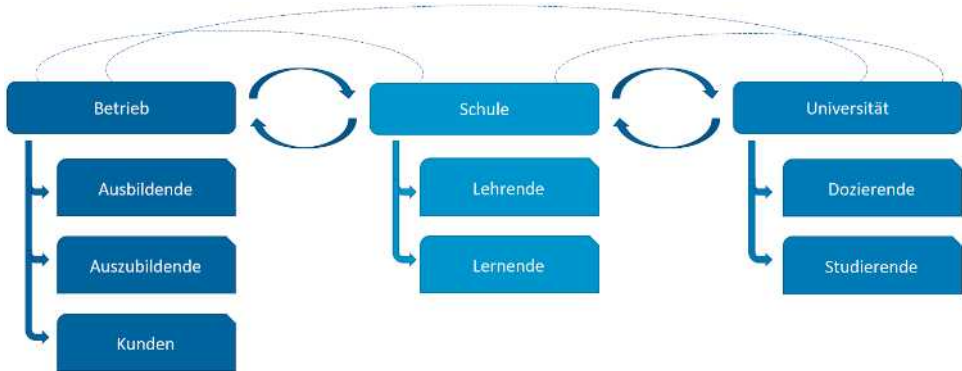 Betrieb
Schule
Universität
Ausbildende
Lehrende
Dozierende
Auszubildende
Lernende
Studierende
Kunden